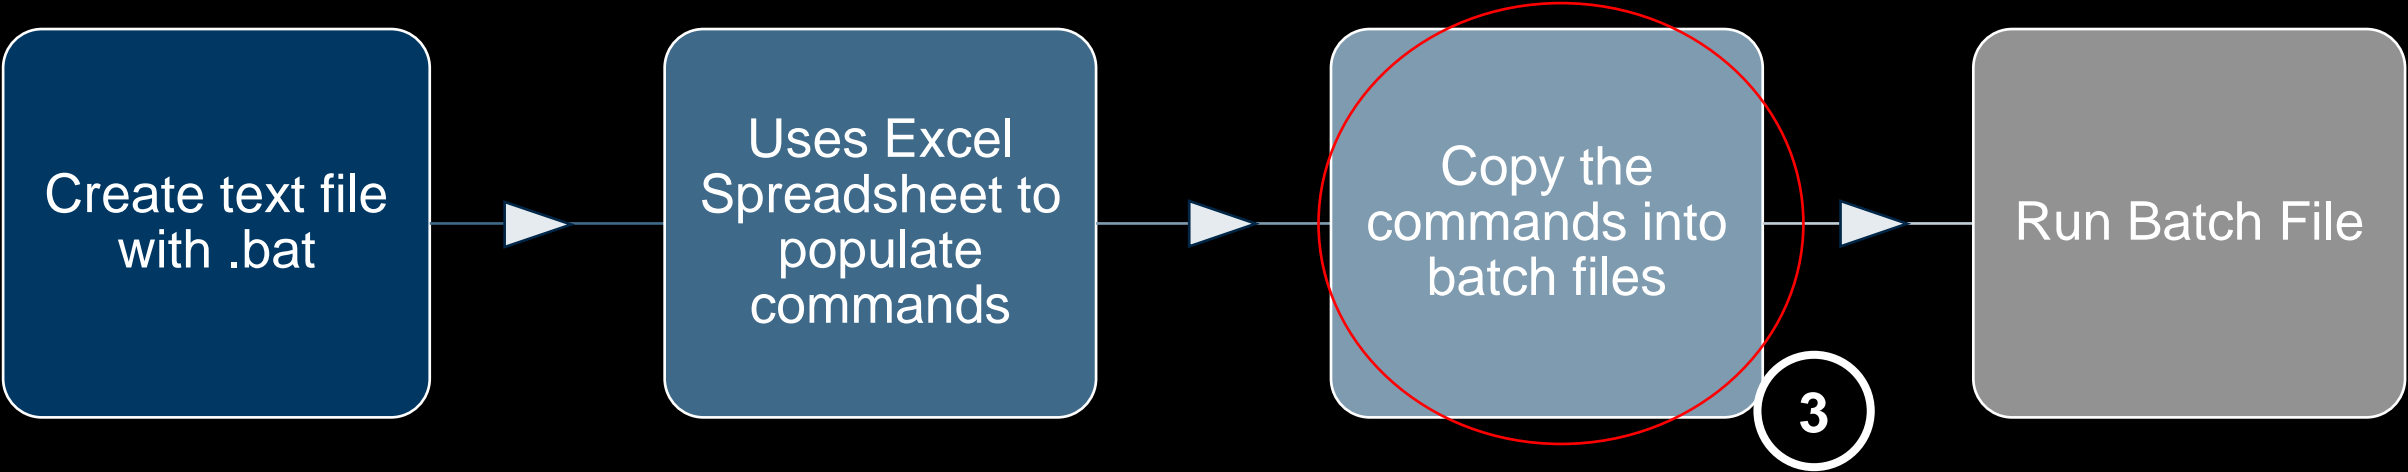 Create text file
with .bat
Uses Excel
Spreadsheet to
populate
commands
Copy the
commands into
batch files
3
Run Batch File